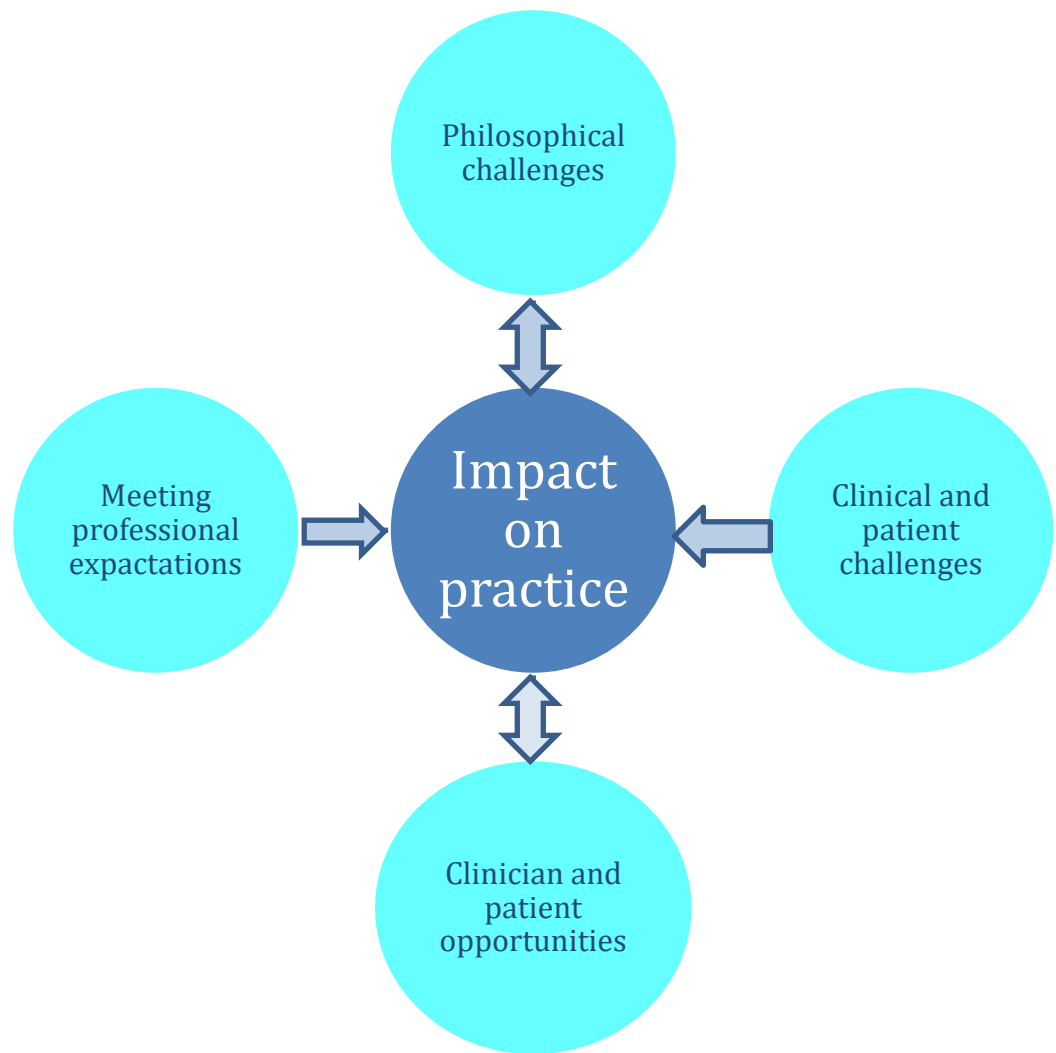 Philosophical
challenges
Meeting
professional
expactations
Impact
on
practice
Clinical and
patient
challenges
Clinician and
patient
opportunities